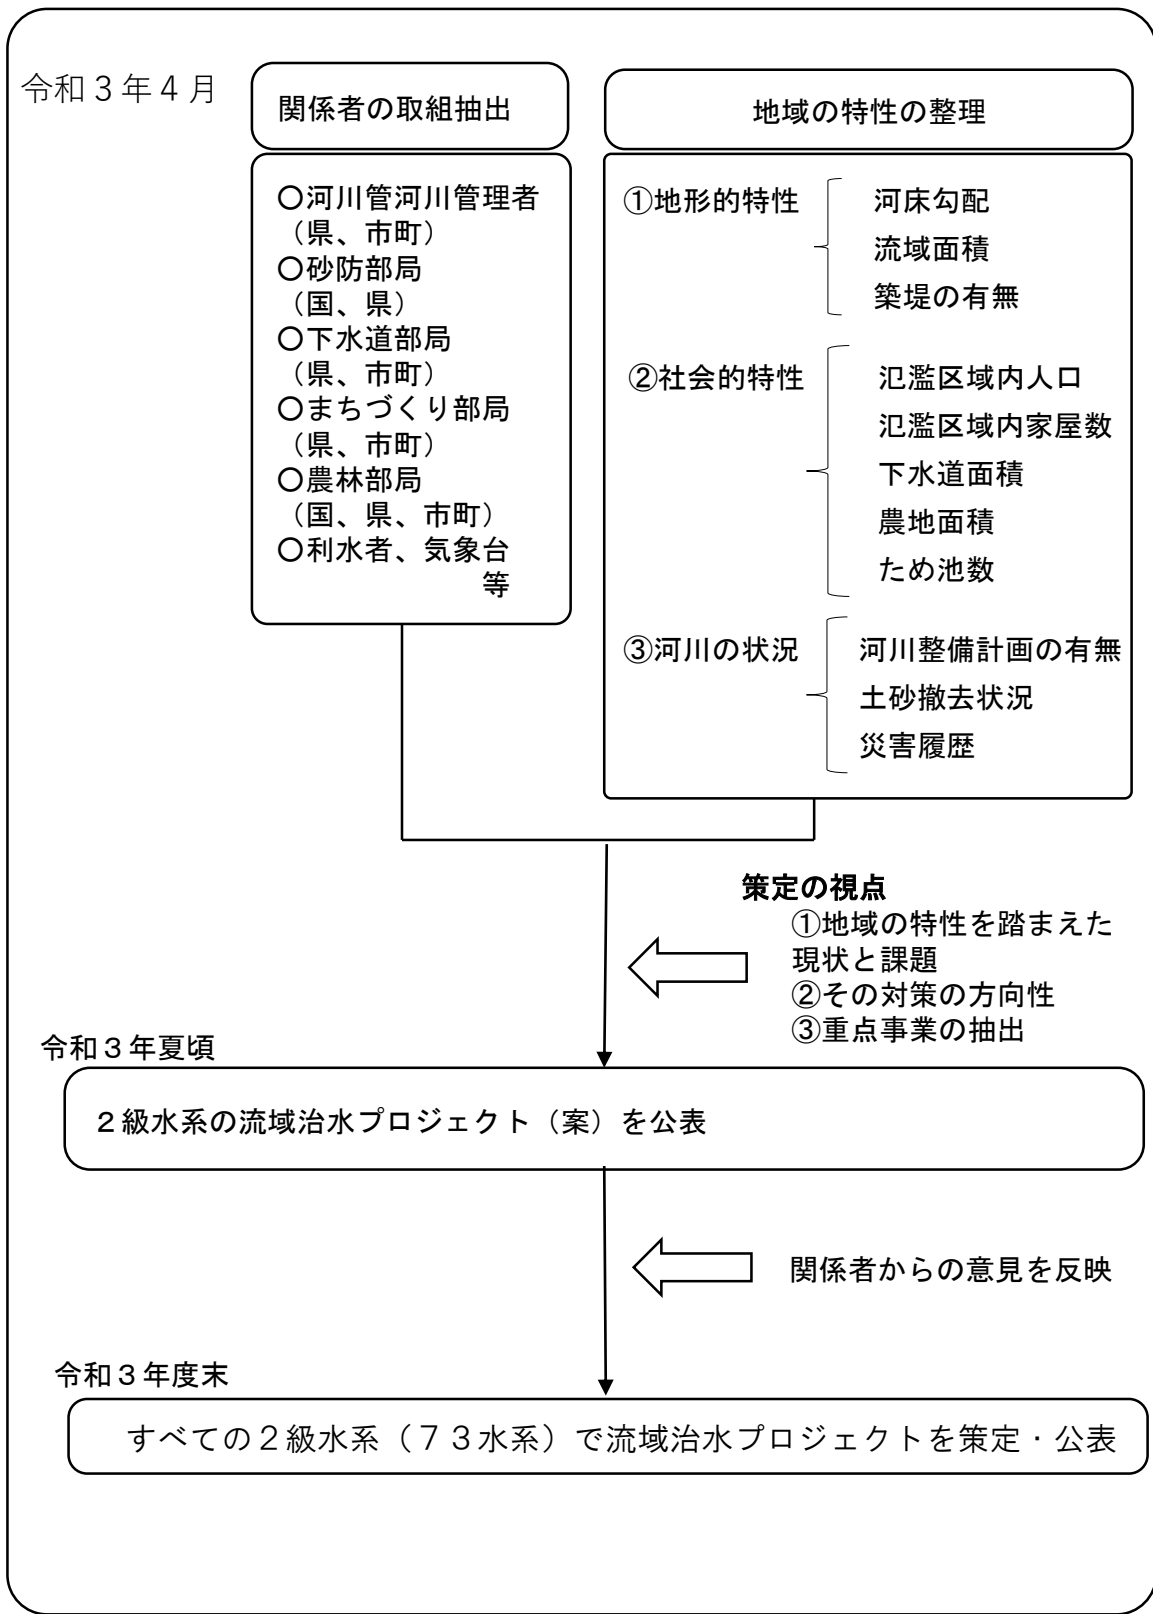 令和３年４月
関係者の取組抽出
〇河川管河川管理者
（県、市町）
〇砂防部局
（国、県）
〇下水道部局
（県、市町）
〇まちづくり部局
（県、市町）
〇農林部局
（国、県、市町）
〇利水者、気象台
等
地域の特性の整理
①地形的特性
河床勾配
流域面積
築堤の有無
②社会的特性
氾濫区域内人口
氾濫区域内家屋数
下水道面積
農地面積
ため池数
③河川の状況
河川整備計画の有無
土砂撤去状況
災害履歴
策定の視点
①地域の特性を踏まえた
現状と課題
②その対策の方向性
③重点事業の抽出
令和３年夏頃
２級水系の流域治水プロジェクト（案）を公表
関係者からの意見を反映
令和３年度末
すべての２級水系（７３水系）で流域治水プロジェクトを策定・公表